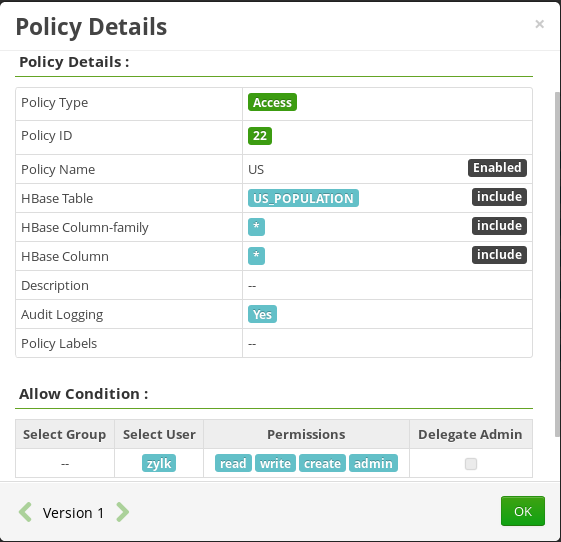 Policy Details ×
Policy Details :
Policy Type Access
Policy ID 22
Policy Name US Enabled
HBase Table US_POPULATION include
HBase Column-family * include
HBase Column * include
Description --
Audit Logging Yes
Policy Labels --
Allow Condition :
Select Group Select User Permissions Delegate Admin
-- zylk read write create admin
Version 1 OK